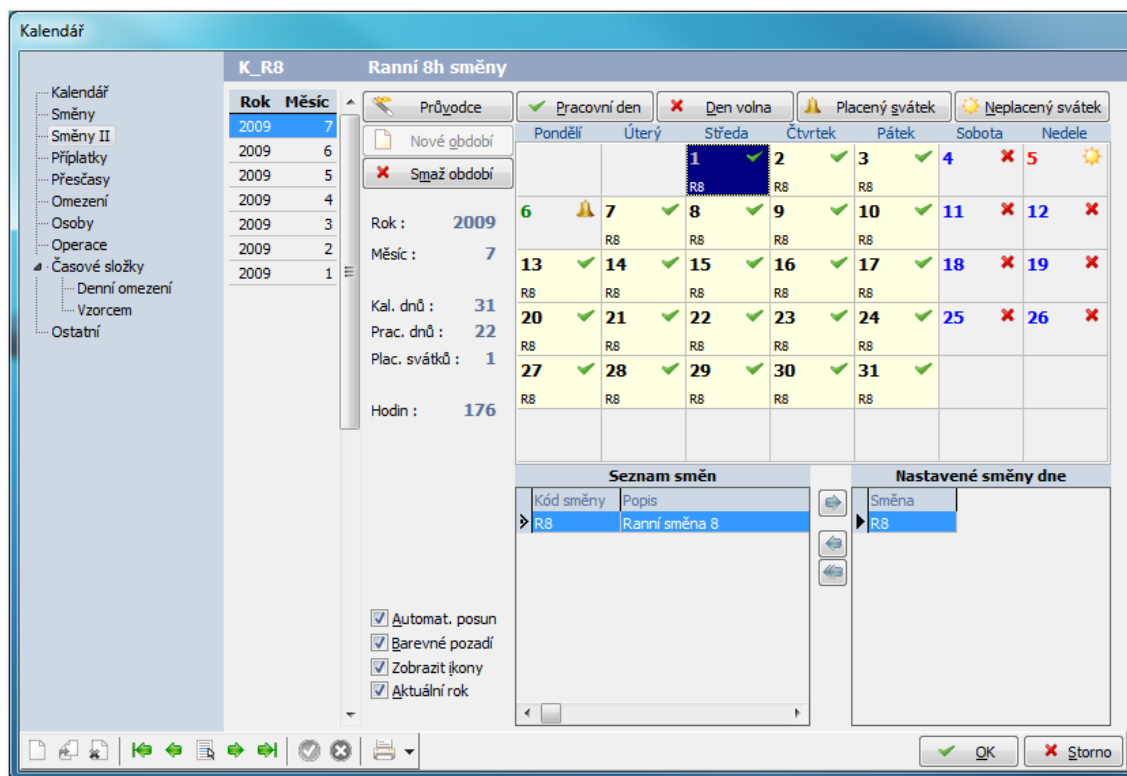 Kalendář
K_R8 Ranní 8h směny
Kalendář
Směny
Směny II
Příplatky
Přesčasy
Omezení
Osoby
Operace
Časové složky
Denní omezení
Vzorcem
Ostatní
Rok Měsíc
2009 7
2009 6
2009 5
2009 4
2009 3
2009 2
2009 1
Průvodce
Nové období
Smaž období
Rok : 2009
Měsíc : 7
Kal. dnů : 31
Prac. dnů : 22
Plac. svátků : 1
Hodin : 176
Automat. posun
Barevné pozadí
Zobrazit ikony
Aktuální rok
Pracovní den Den volna Placený svátek Neplacený svátek
Pondělí Úterý Středa Čtvrtek Pátek Sobota Nedele
1 2 3 4 5
R8 R8 R8
6 7 8 9 10 11 12
R8 R8 R8 R8
13 14 15 16 17 18 19
R8 R8 R8 R8 R8
20 21 22 23 24 25 26
R8 R8 R8 R8 R8
27 28 29 30 31
R8 R8 R8 R8 R8
Seznam směn
Kód směny Popis
R8 Ranní směna 8
Nastavené směny dne
Směna
R8
OK Storno